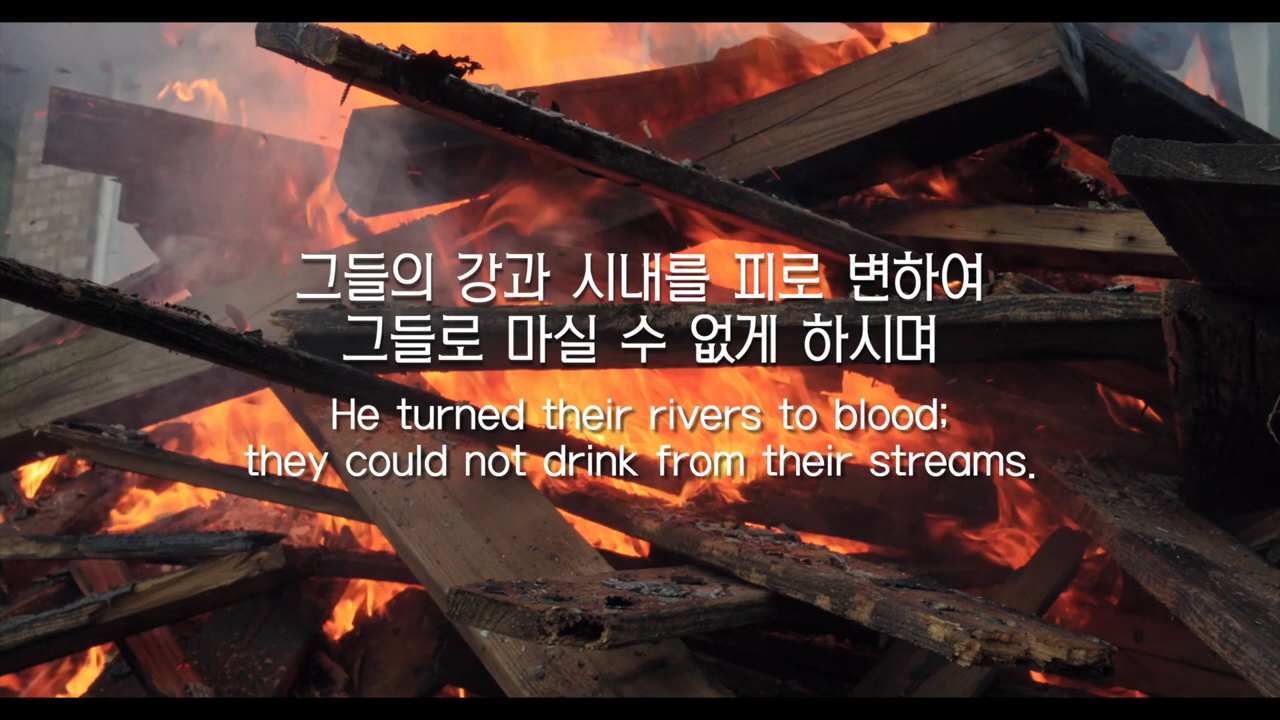 그들의 강과 시내를 피로 변하여
그들로 마실 수 없게 하시며
He turned their rivers to blood;
they could not drink from their streams.